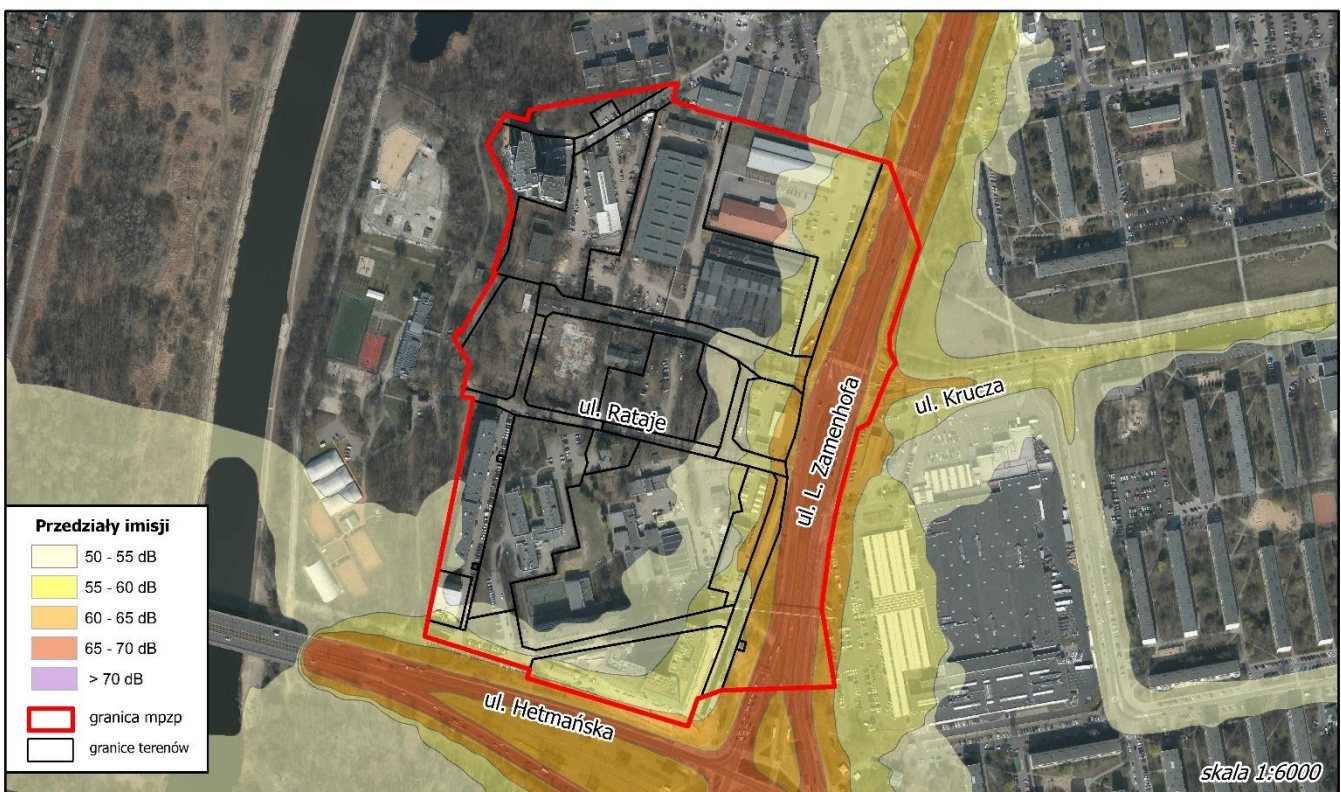 ul. Krucza
ul. Rataje
ul. L. Zamenhofa
ul. Hetmańska
Przedziały imisji
50 - 55 dB
55 - 60 dB
60 - 65 dB
65 - 70 dB
> 70 dB
granica mpzp
granice terenów
skala 1:6000